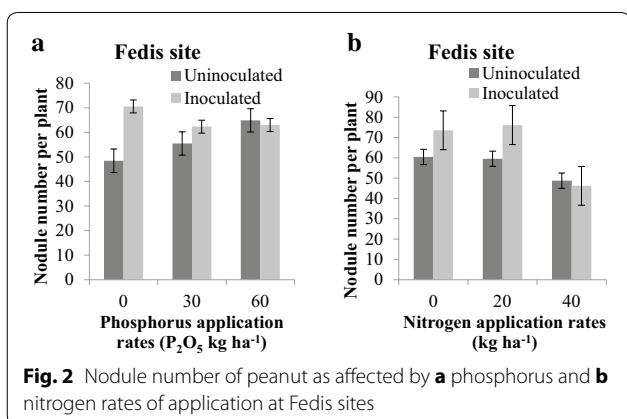 a
Fedis site
Uninoculated
Inoculated
Nodule number per plant
80
70
60
50
40
30
20
10
0
0 30 60
Phosphorus application
rates (P₂O₅ kg ha⁻¹)
b
Fedis site
Uninoculated
Inoculated
Nodule number per plant
90
80
70
60
50
40
30
20
10
0
0 20 40
Nitrogen application rates
(kg ha⁻¹)
Fig. 2 Nodule number of peanut as affected by a phosphorus and b
nitrogen rates of application at Fedis sites